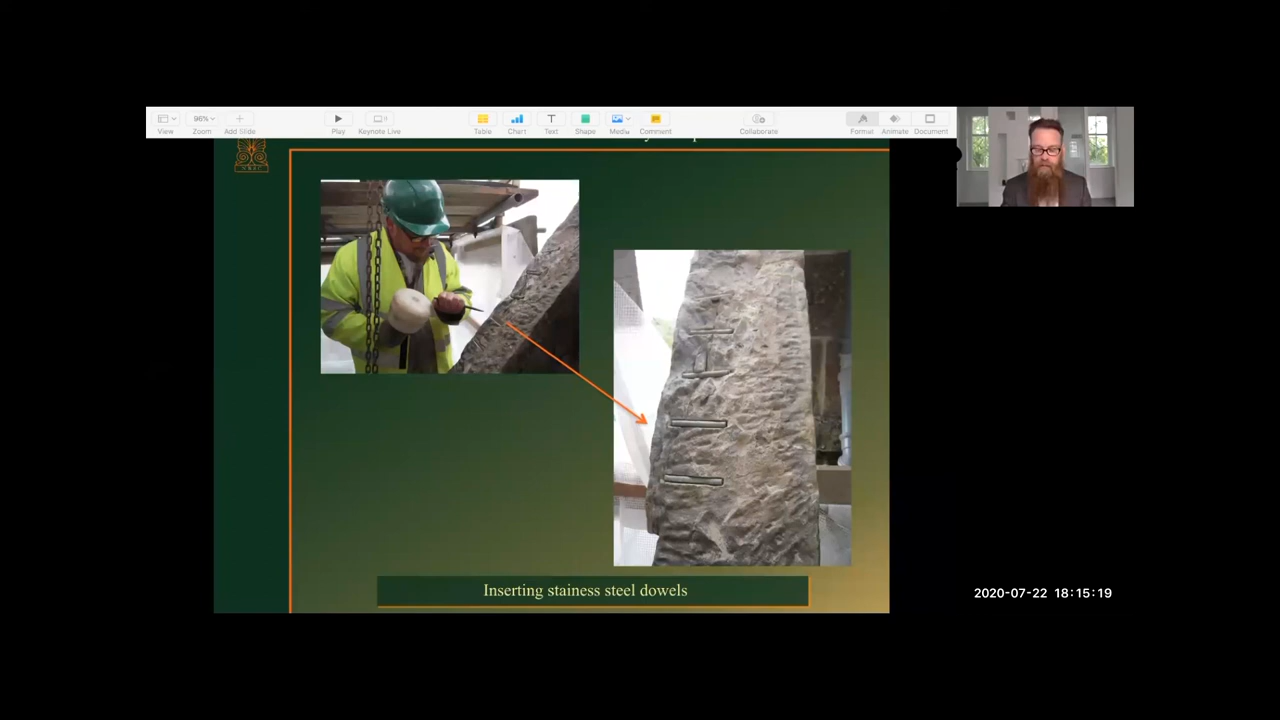 View
96%
Zoom
Add Slide
Play
Keynote Live
Table
Chart
Text
Shape
Media
Comment
Collaborate
Format
Animate
Document
Inserting stainess steel dowels
2020-07-22 18:15:19